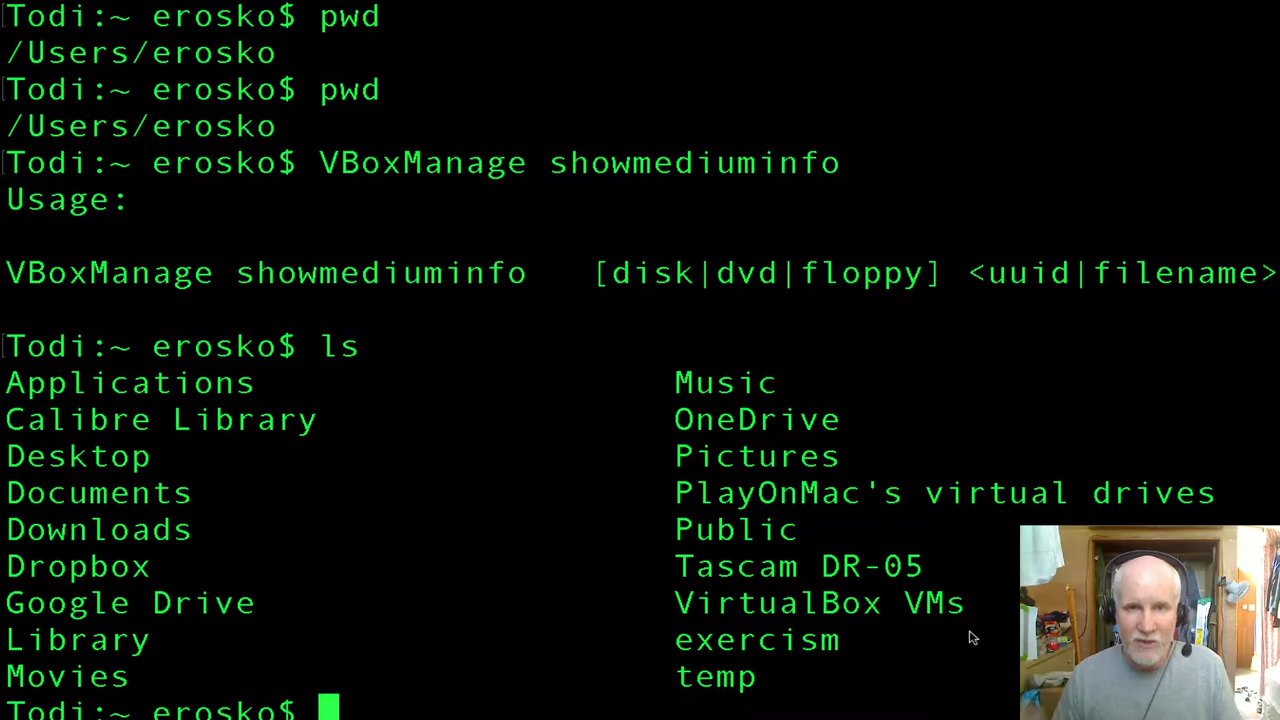 Todi:~ erosko$ pwd
/Users/erosko
Todi:~ erosko$ pwd
/Users/erosko
Todi:~ erosko$ VBoxManage showmediuminfo
Usage:
VBoxManage showmediuminfo [disk|dvd|floppy] <uuid|filename>
Todi:~ erosko$ ls
Applications Music
Calibre Library OneDrive
Desktop Pictures
Documents PlayOnMac's virtual drives
Downloads Public
Dropbox Tascam DR-05
Google Drive VirtualBox VMs
Library exercism
Movies temp
Todi:~ erosko$